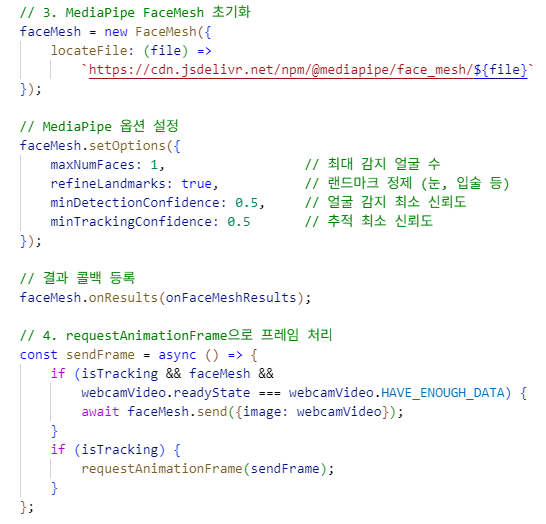 // 3. MediaPipe FaceMesh 초기화
faceMesh = new FaceMesh({
    locateFile: (file) =>
        `https://cdn.jsdelivr.net/npm/@mediapipe/face_mesh/${file}`
});
// MediaPipe 옵션 설정
faceMesh.setOptions({
    maxNumFaces: 1,                  // 최대 감지 얼굴 수
    refineLandmarks: true,           // 랜드마크 정제 (눈, 입술 등)
    minDetectionConfidence: 0.5,     // 얼굴 감지 최소 신뢰도
    minTrackingConfidence: 0.5       // 추적 최소 신뢰도
});
// 결과 콜백 등록
faceMesh.onResults(onFaceMeshResults);
// 4. requestAnimationFrame으로 프레임 처리
const sendFrame = async () => {
    if (isTracking && faceMesh &&
        webcamVideo.readyState === webcamVideo.HAVE_ENOUGH_DATA) {
        await faceMesh.send({image: webcamVideo});
    }
    if (isTracking) {
        requestAnimationFrame(sendFrame);
    }
};